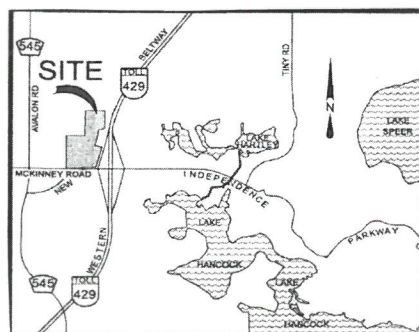 545
AVALON RD
SITE
TOLL
429
BELTWAY
TINY RD
N
LAKE
SPEER
LAKE
HARTLEY
MCKINNEY ROAD
NEW
INDEPENDENCE
PARKWAY
LAKE
HANCOCK
WESTERN
545
TOLL
429
LAKE
HANCOCK